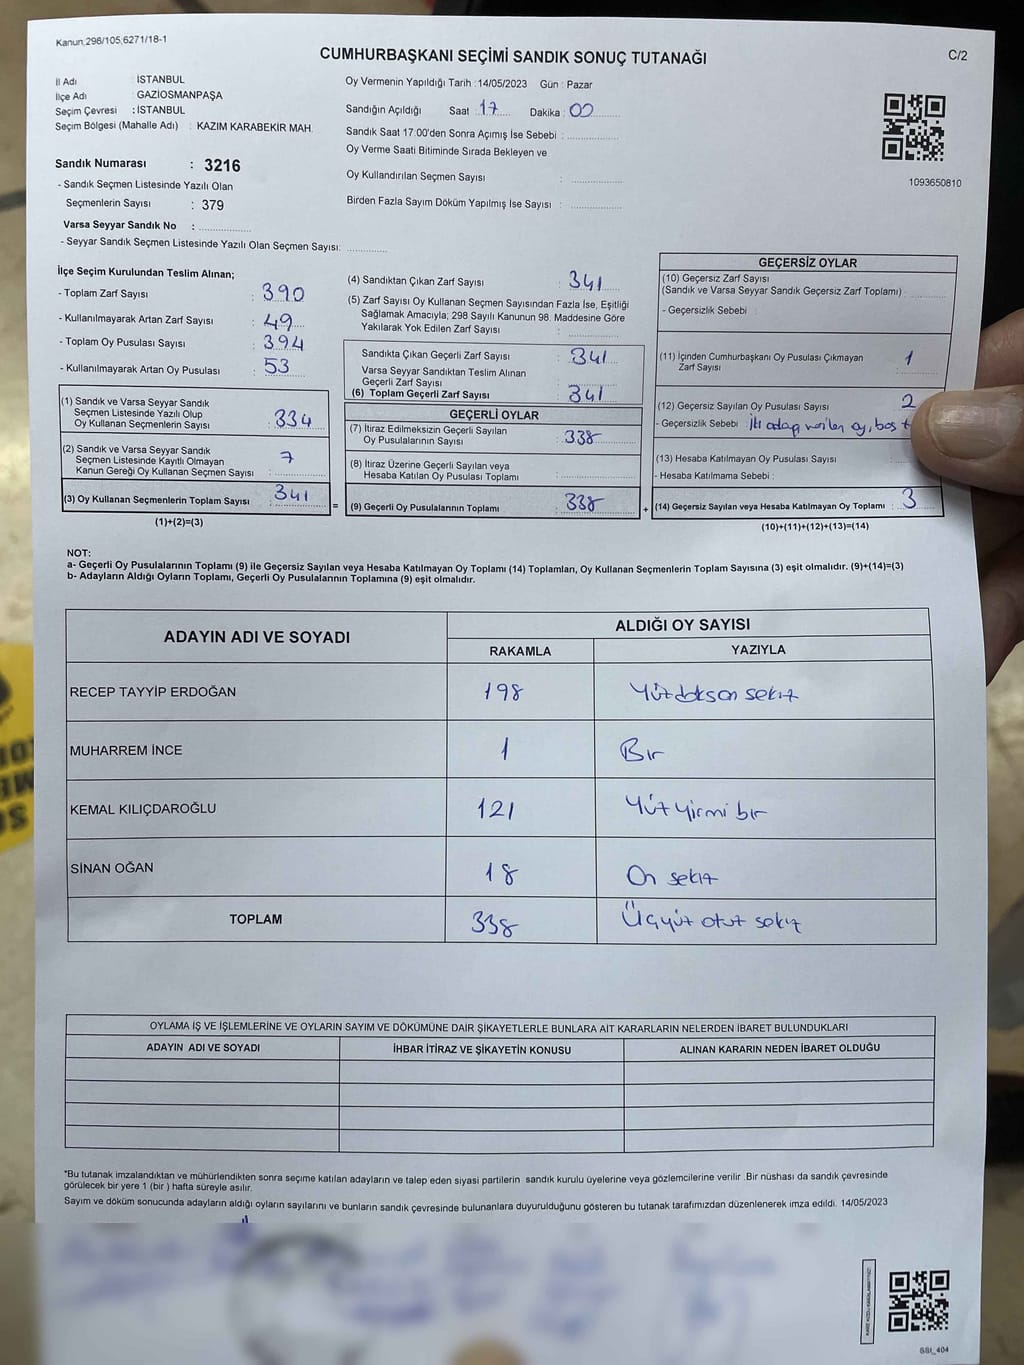 Kanun 298/105,6271/18-1
CUMHURBAŞKANI SEÇİMİ SANDIK SONUÇ TUTANAĞI
C/2
İl Adı : İSTANBUL
İlçe Adı : GAZİOSMANPAŞA
Seçim Çevresi : İSTANBUL
Seçim Bölgesi (Mahalle Adı) : KAZIM KARABEKİR MAH.
Sandık Numarası : 3216
- Sandık Seçmen Listesinde Yazılı Olan
Seçmenlerin Sayısı : 379
Varsa Seyyar Sandık No :
- Seyyar Sandık Seçmen Listesinde Yazılı Olan Seçmen Sayısı:
Oy Vermenin Yapıldığı Tarih : 14/05/2023 Gün : Pazar
Sandığın Açıldığı Saat : 17 Dakika : 00
Sandık Saat 17:00'den Sonra Açımış İse Sebebi :
Oy Verme Saati Bitiminde Sırada Bekleyen ve
Oy Kullandırılan Seçmen Sayısı :
Birden Fazla Sayım Döküm Yapılmış İse Sayısı :
1093650810
İlçe Seçim Kurulundan Teslim Alınan;
- Toplam Zarf Sayısı : 390
- Kullanılmayarak Artan Zarf Sayısı : 49
- Toplam Oy Pusulası Sayısı : 394
- Kullanılmayarak Artan Oy Pusulası : 53
(1) Sandık ve Varsa Seyyar Sandık
Seçmen Listesinde Yazılı Olup
Oy Kullanan Seçmenlerin Sayısı : 334
(2) Sandık ve Varsa Seyyar Sandık
Seçmen Listesinde Kayıtlı Olmayan
Kanun Gereği Oy Kullanan Seçmen Sayısı : 7
(3) Oy Kullanan Seçmenlerin Toplam Sayısı : 341
(1)+(2)=(3)
=
(4) Sandıktan Çıkan Zarf Sayısı : 341
(5) Zarf Sayısı Oy Kullanan Seçmen Sayısından Fazla İse, Eşitliği
Sağlamak Amacıyla, 298 Sayılı Kanunun 98. Maddesine Göre
Yakılarak Yok Edilen Zarf Sayısı :
Sandıkta Çıkan Geçerli Zarf Sayısı : 341
Varsa Seyyar Sandıktan Teslim Alınan
Geçerli Zarf Sayısı :
(6) Toplam Geçerli Zarf Sayısı : 341
GEÇERLİ OYLAR
(7) İtiraz Edilmeksizin Geçerli Sayılan
Oy Pusulalarının Sayısı : 338
(8) İtiraz Üzerine Geçerli Sayılan veya
Hesaba Katılan Oy Pusulası Toplamı :
(9) Geçerli Oy Pusulalarının Toplamı : 338
+
GEÇERSİZ OYLAR
(10) Geçersiz Zarf Sayısı
(Sandık ve Varsa Seyyar Sandık Geçersiz Zarf Toplamı) :
- Geçersizlik Sebebi :
(11) İçinden Cumhurbaşkanı Oy Pusulası Çıkmayan
Zarf Sayısı : 1
(12) Geçersiz Sayılan Oy Pusulası Sayısı : 2
- Geçersizlik Sebebi : İki adaya verilen oy, boş
(13) Hesaba Katılmayan Oy Pusulası Sayısı
- Hesaba Katılmama Sebebi :
(14) Geçersiz Sayılan veya Hesaba Katılmayan Oy Toplamı : 3
(10)+(11)+(12)+(13)=(14)
NOT:
a- Geçerli Oy Pusulalarının Toplamı (9) ile Geçersiz Sayılan veya Hesaba Katılmayan Oy Toplamı (14) Toplamları, Oy Kullanan Seçmenlerin Toplam Sayısına (3) eşit olmalıdır. (9)+(14)=(3)
b- Adayların Aldığı Oyların Toplamı, Geçerli Oy Pusulalarının Toplamına (9) eşit olmalıdır.
ADAYIN ADI VE SOYADI
ALDIĞI OY SAYISI
RAKAMLA YAZIYLA
RECEP TAYYİP ERDOĞAN 198 Yüzdoksan sekiz
MUHARREM İNCE 1 Bir
KEMAL KILIÇDAROĞLU 121 Yüz yirmi bir
SİNAN OĞAN 18 On sekiz
TOPLAM 338 Üçyüz otuz sekiz
OYLAMA İŞ VE İŞLEMLERİNE VE OYLARIN SAYIM VE DÖKÜMÜNE DAİR ŞİKAYETLERLE BUNLARA AİT KARARLARIN NELERDEN İBARET BULUNDUKLARI
ADAYIN ADI VE SOYADI İHBAR İTİRAZ VE ŞİKAYETİN KONUSU ALINAN KARARIN NEDEN İBARET OLDUĞU
*Bu tutanak imzalandıktan ve mühürlendikten sonra seçime katılan adayların ve talep eden siyasi partilerin sandık kurulu üyelerine veya gözlemcilerine verilir .Bir nüshası da sandık çevresinde
görülecek bir yere 1 (bir ) hafta süreyle asılır.
Sayım ve döküm sonucunda adayların aldığı oyların sayılarını ve bunların sandık çevresinde bulunanlara duyurulduğunu gösteren bu tutanak tarafımızdan düzenlenerek imza edildi. 14/05/2023
GSI_404